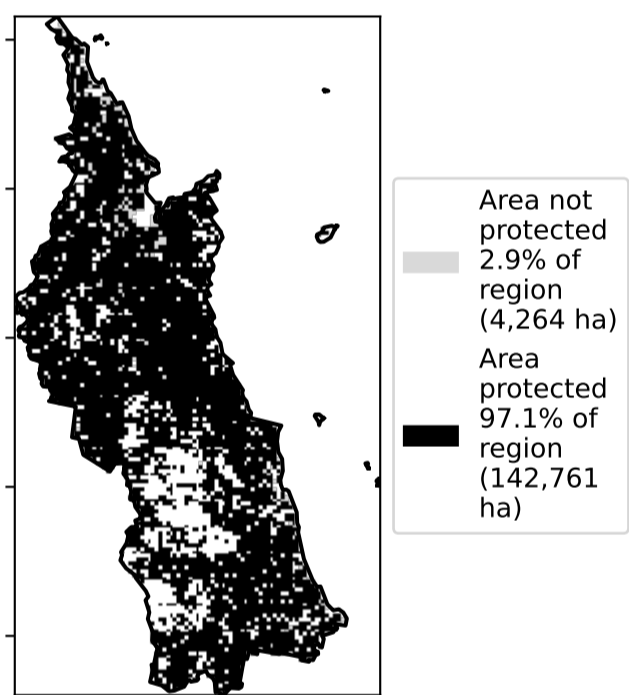 Area not
protected
2.9% of
region
(4,264 ha)
Area
protected
97.1% of
region
(142,761
ha)